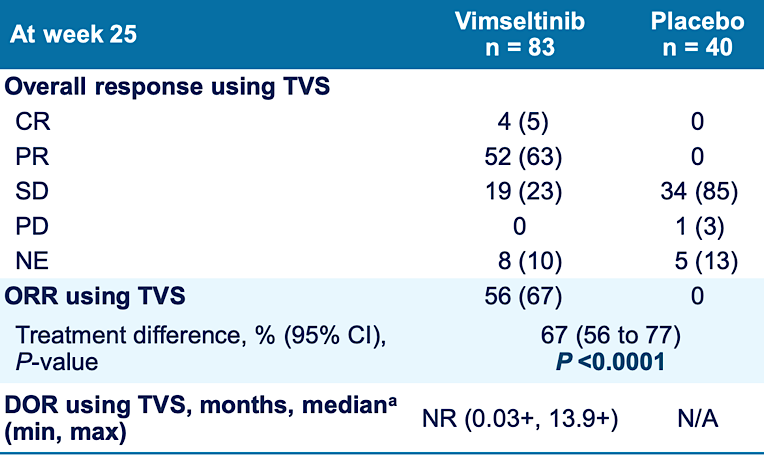 At week 25 Vimseltinib n = 83 Placebo n = 40
Overall response using TVS
CR 4 (5) 0
PR 52 (63) 0
SD 19 (23) 34 (85)
PD 0 1 (3)
NE 8 (10) 5 (13)
ORR using TVS 56 (67) 0
Treatment difference, % (95% CI), 67 (56 to 77)
P-value P <0.0001
DOR using TVS, months, medianᵃ
(min, max) NR (0.03+, 13.9+) N/A